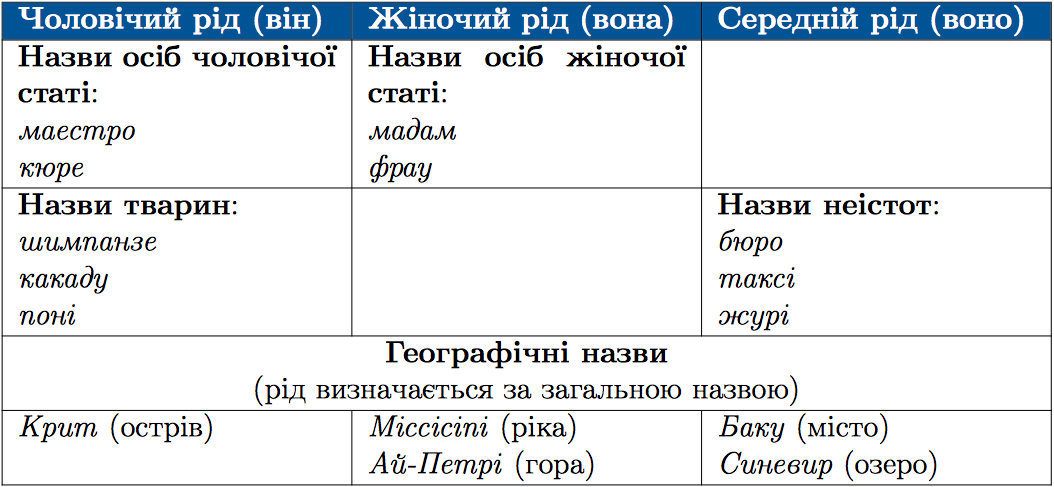 Чоловічий рід (він) Жіночий рід (вона) Середній рід (воно)
Назви осіб чоловічої статі:
маестро
кюре
Назви осіб жіночої статі:
мадам
фрау
Назви тварин:
шимпанзе
какаду
поні
Назви неістот:
бюро
таксі
журі
Географічні назви
(рід визначається за загальною назвою)
Крит (острів)
Міссісіпі (ріка)
Ай-Петрі (гора)
Баку (місто)
Синевир (озеро)